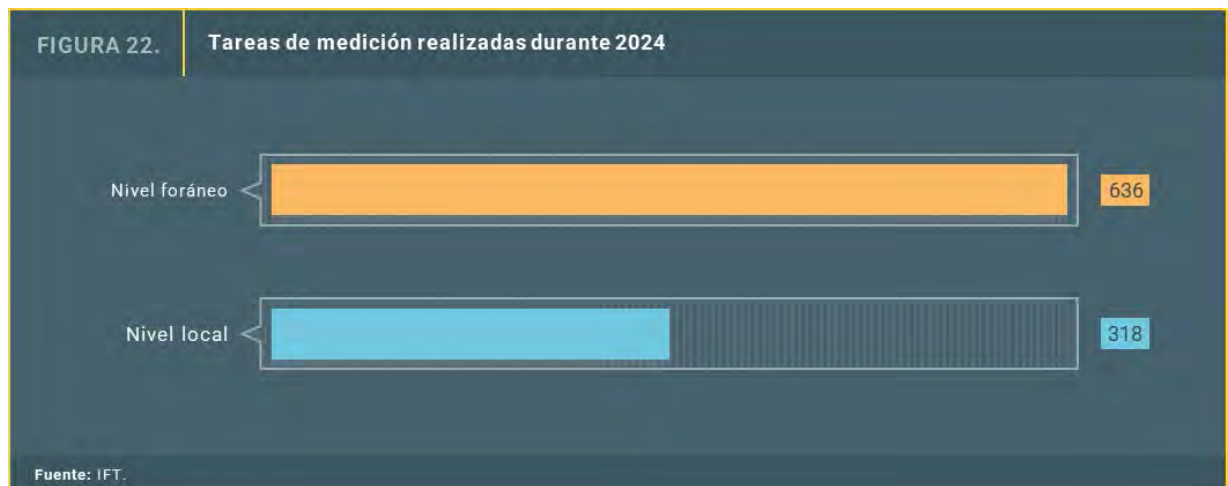 FIGURA 22.
Tareas de medición realizadas durante 2024
Nivel foráneo
636
Nivel local
318
Fuente: IFT.